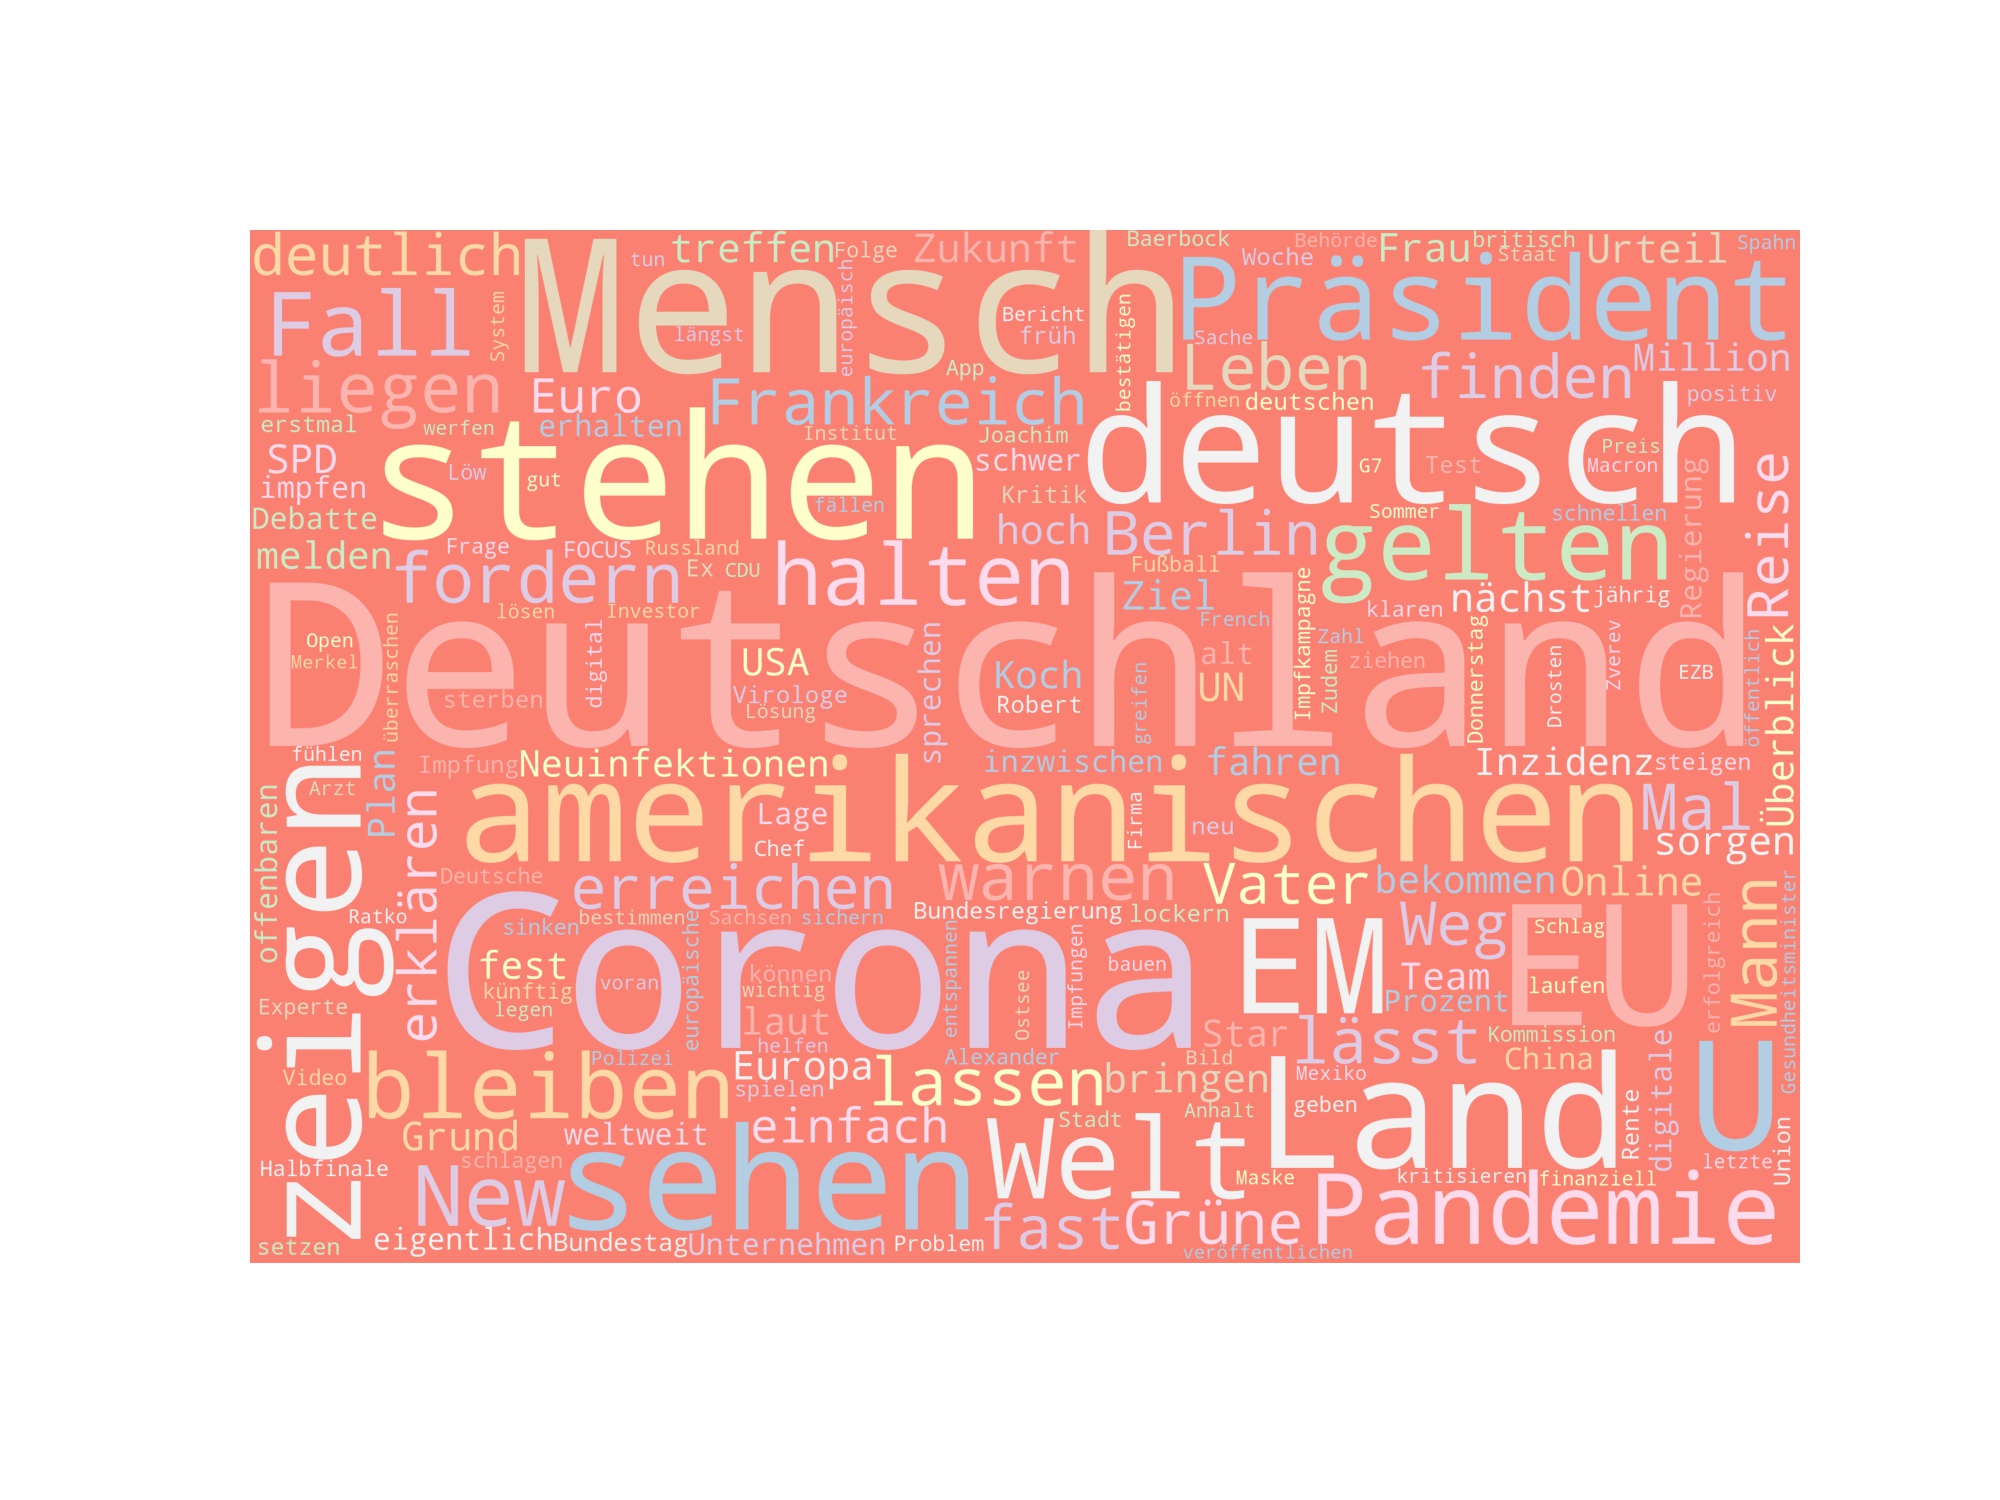 deutlich
Mensch
tun
treffen
Folge
Zukunft
Baerbock
Behörde
Frau
britisch
Staat
Urteil
Spahn
Woche
Präsident
Fall
System
längst
europäisch
Bericht
früh
bestätigen
Sache
Leben
finden
Million
liegen
Euro
Frankreich
App
öffnen
deutschen
positiv
erstmal
werfen
erhalten
Institut
Joachim
deutsch
SPD
Löw
stehen
gut
schwer
G7
Test
Preis
Macron
impfen
fällen
Kritik
Debatte
hoch
Berlin
Sommer
gelten
schnellen
Regierung
Reise
melden
Frage
FOCUS
Russland
fordern
Ex
CDU
halten
Fußball
Ziel
Impfkampagne
klaren
nächst
jährig
lösen
Investor
French
Deutschland
Open
Merkel
überraschen
digital
sterben
USA
Virologe
Lösung
sprechen
Koch
Robert
greifen
alt
UN
Zahl
Zudem
ziehen
Donnerstag
Drosten
Zverev
EZB
öffentlich
Überblick
fühlen
Arzt
Plan
Impfung
Neuinfektionen
inzwischen
fahren
Inzidenz
steigen
zeigen
offenbaren
erklären
amerikanischen
Lage
Chef
Firma
neu
Mal
sorgen
Deutsche
erreichen
warnen
Vater
bekommen
Online
Ratko
sinken
bestimmen
Sachsen
sichern
Bundesregierung
lockern
EM
Weg
EU
Schlag
erfolgreich
Mann
Gesundheitsminister
Corona
fest
künftig
legen
voran
europäische
können
wichtig
laut
helfen
entspannen
Ostsee
Impfungen
bauen
Team
Prozent
laufen
Experte
Star
lässt
Kommission
China
digitale
U
Video
bleiben
Polizei
Europa
spielen
lassen
Alexander
bringen
Bild
Mexiko
geben
Land
Rente
Grund
weltweit
einfach
Stadt
Anhalt
Welt
Union
letzte
Halbfinale
schlagen
New
sehen
Maske
kritisieren
finanziell
fast
Grüne
Pandemie
setzen
eigentlich
Bundestag
Unternehmen
Problem
veröffentlichen